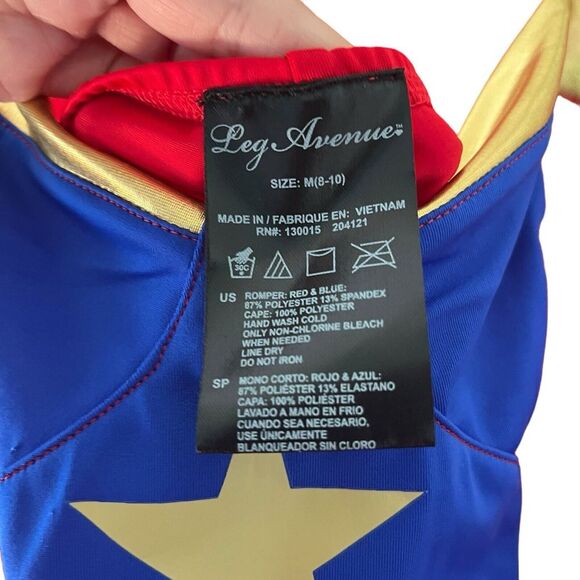 Leg Avenue™
SIZE: M(8-10)
MADE IN / FABRIQUE EN: VIETNAM
RN#: 130015 204121
30C
US ROMPER: RED & BLUE:
87% POLYESTER 13% SPANDEX
CAPE: 100% POLYESTER
HAND WASH COLD
ONLY NON-CHLORINE BLEACH
WHEN NEEDED
LINE DRY
DO NOT IRON
SP MONO CORTO: ROJO & AZUL:
87% POLIÉSTER 13% ELASTANO
CAPA: 100% POLIÉSTER
LAVADO A MANO EN FRIO
CUANDO SEA NECESARIO,
USE ÚNICAMENTE
BLANQUEADOR SIN CLORO